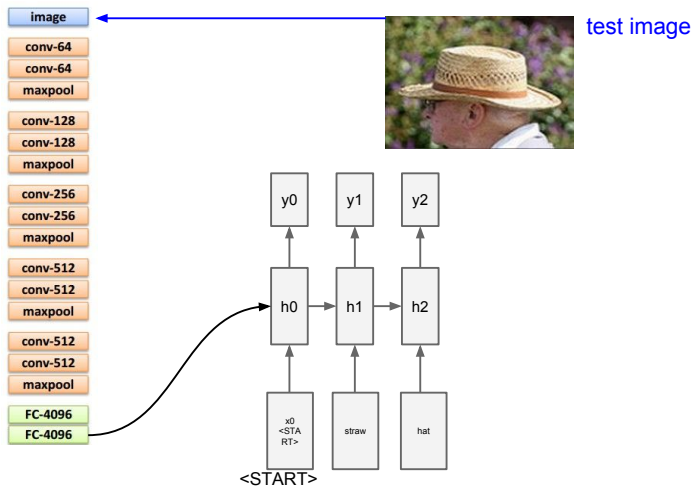 image
test image
conv-64
conv-64
maxpool
conv-128
conv-128
maxpool
conv-256
conv-256
maxpool
conv-512
conv-512
maxpool
conv-512
conv-512
maxpool
FC-4096
FC-4096
y0 y1 y2
h0 h1 h2
x0
<STA
RT>
straw
hat
<START>